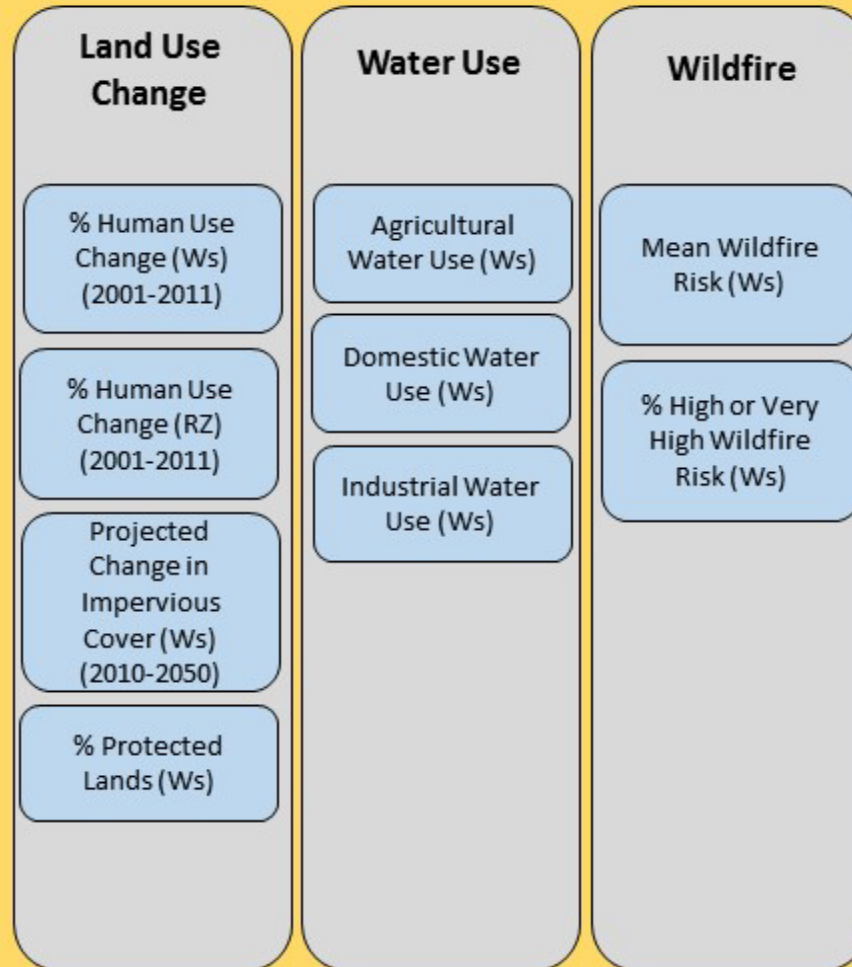 Land Use
Change
% Human Use
Change (Ws)
(2001-2011)
% Human Use
Change (RZ)
(2001-2011)
Projected
Change in
Impervious
Cover (Ws)
(2010-2050)
% Protected
Lands (Ws)
Water Use
Agricultural
Water Use (Ws)
Domestic Water
Use (Ws)
Industrial Water
Use (Ws)
Wildfire
Mean Wildfire
Risk (Ws)
% High or Very
High Wildfire
Risk (Ws)